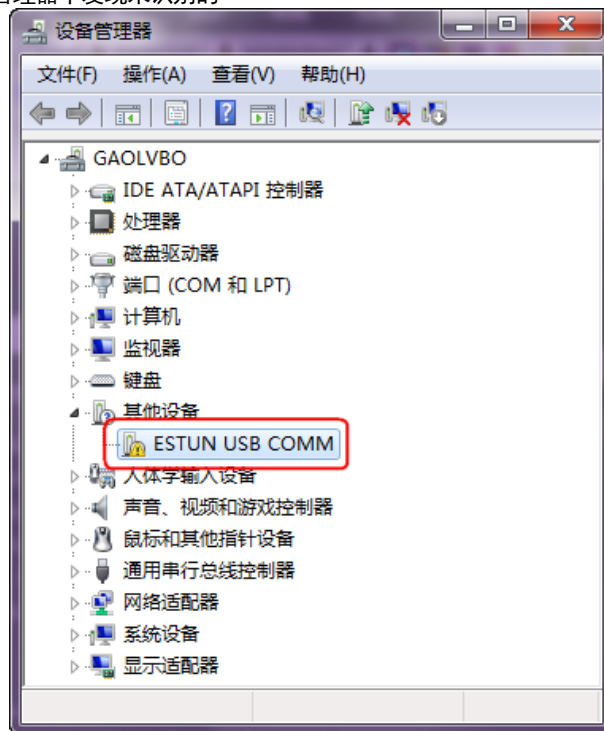 设备管理器
文件(F) 操作(A) 查看(V) 帮助(H)
GAOLVBO
IDE ATA/ATAPI 控制器
处理器
磁盘驱动器
端口 (COM 和 LPT)
计算机
监视器
键盘
其他设备
ESTUN USB COMM
人体学输入设备
声音、视频和游戏控制器
鼠标和其他指针设备
通用串行总线控制器
网络适配器
系统设备
显示适配器